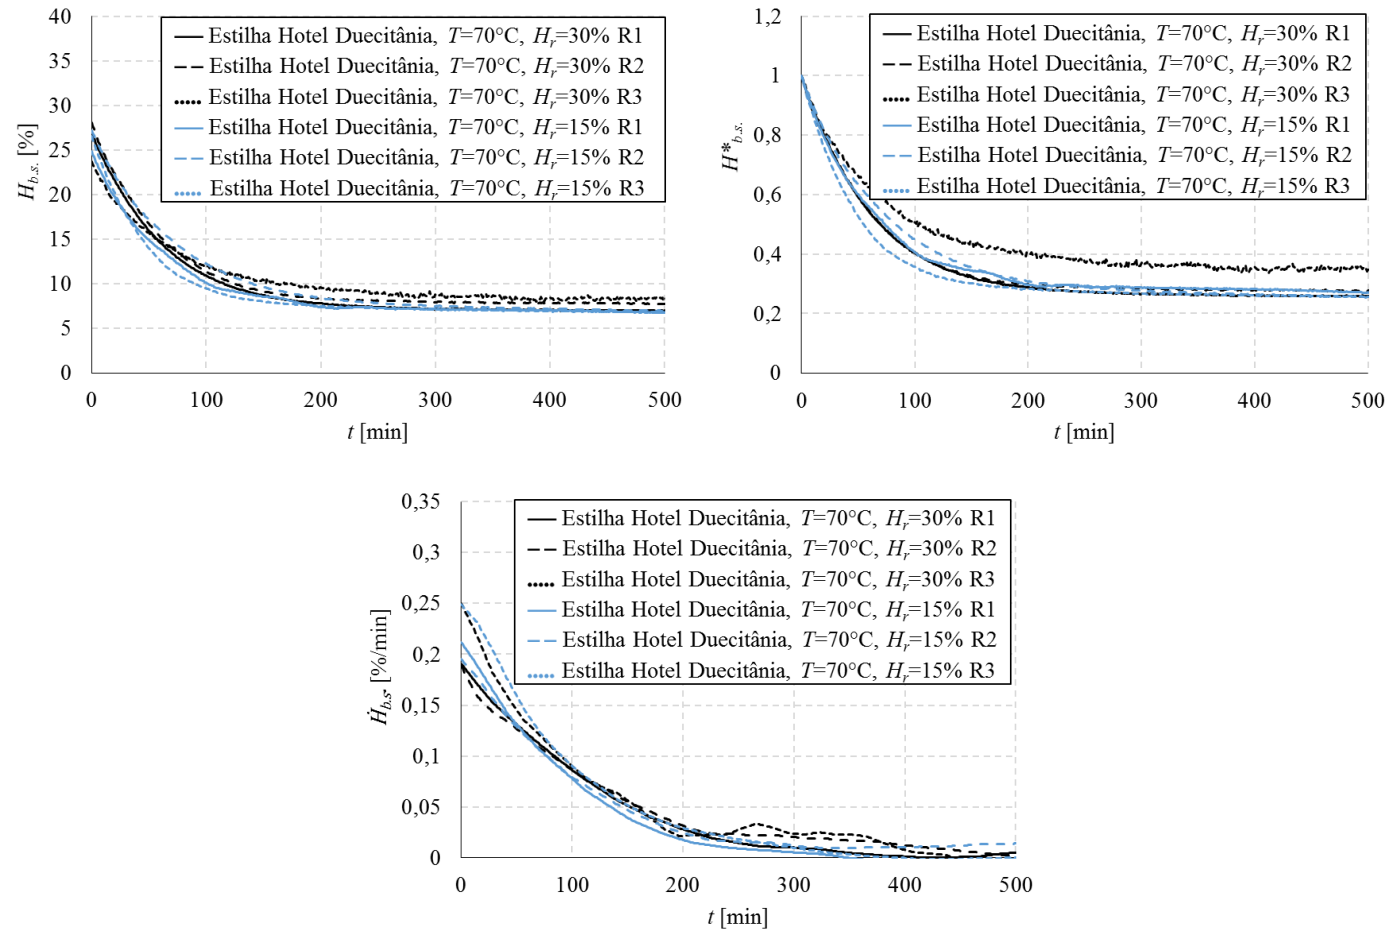 40
35
30
25
20
15
10
5
0
H_b.s. [%]
Estilha Hotel Duecitânia, T=70°C, H_r=30% R1
Estilha Hotel Duecitânia, T=70°C, H_r=30% R2
Estilha Hotel Duecitânia, T=70°C, H_r=30% R3
Estilha Hotel Duecitânia, T=70°C, H_r=15% R1
Estilha Hotel Duecitânia, T=70°C, H_r=15% R2
Estilha Hotel Duecitânia, T=70°C, H_r=15% R3
0 100 200 300 400 500
t [min]
1,2
1
0,8
0,6
0,4
0,2
0
H*_b.s.
Estilha Hotel Duecitânia, T=70°C, H_r=30% R1
Estilha Hotel Duecitânia, T=70°C, H_r=30% R2
Estilha Hotel Duecitânia, T=70°C, H_r=30% R3
Estilha Hotel Duecitânia, T=70°C, H_r=15% R1
Estilha Hotel Duecitânia, T=70°C, H_r=15% R2
Estilha Hotel Duecitânia, T=70°C, H_r=15% R3
0 100 200 300 400 500
t [min]
0,35
0,3
0,25
0,2
0,15
0,1
0,05
0
Ḣ_b.s. [%/min]
Estilha Hotel Duecitânia, T=70°C, H_r=30% R1
Estilha Hotel Duecitânia, T=70°C, H_r=30% R2
Estilha Hotel Duecitânia, T=70°C, H_r=30% R3
Estilha Hotel Duecitânia, T=70°C, H_r=15% R1
Estilha Hotel Duecitânia, T=70°C, H_r=15% R2
Estilha Hotel Duecitânia, T=70°C, H_r=15% R3
0 100 200 300 400 500
t [min]